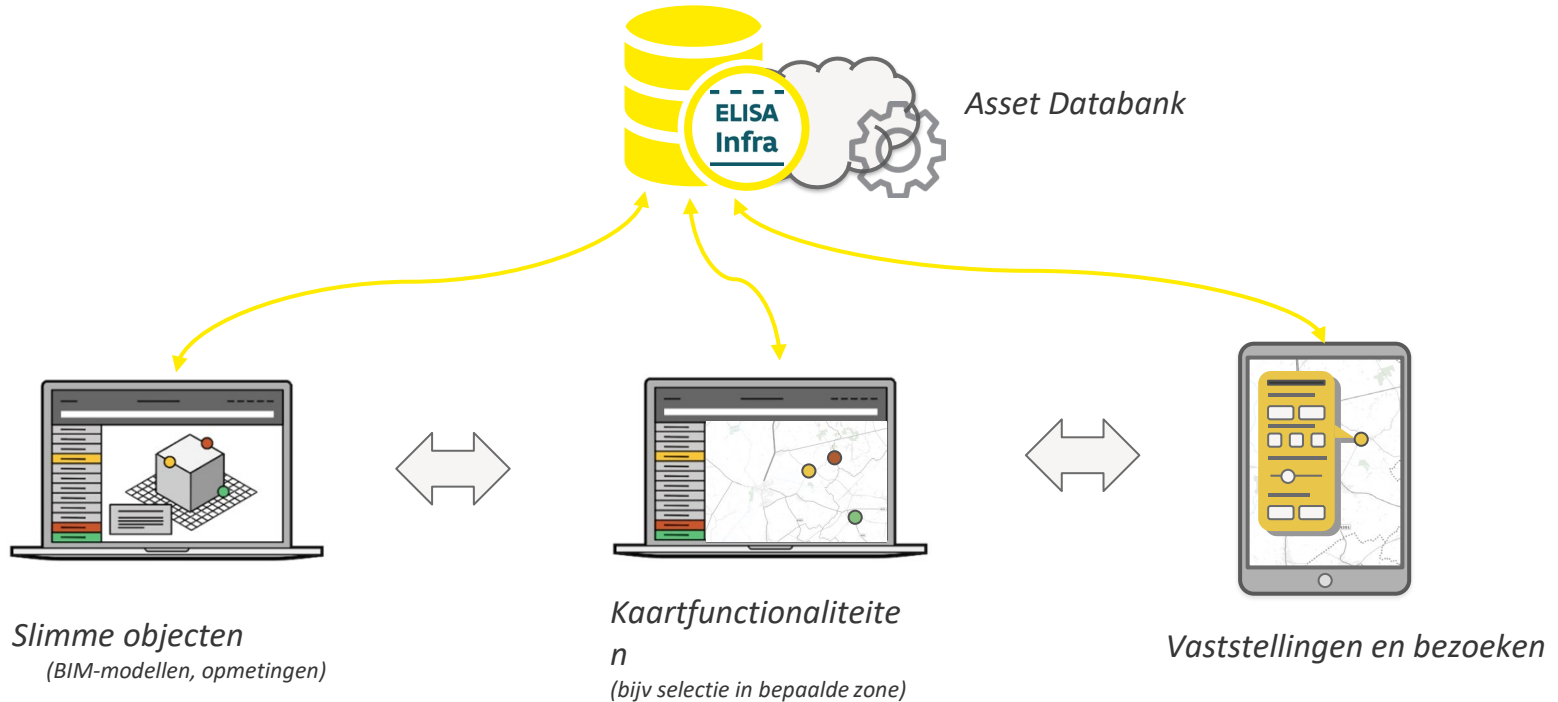 ELISA
Infra
Asset Databank
Slimme objecten
(BIM-modellen, opmetingen)
Kaartfunctionaliteite
n
(bijv selectie in bepaalde zone)
Vaststellingen en bezoeken